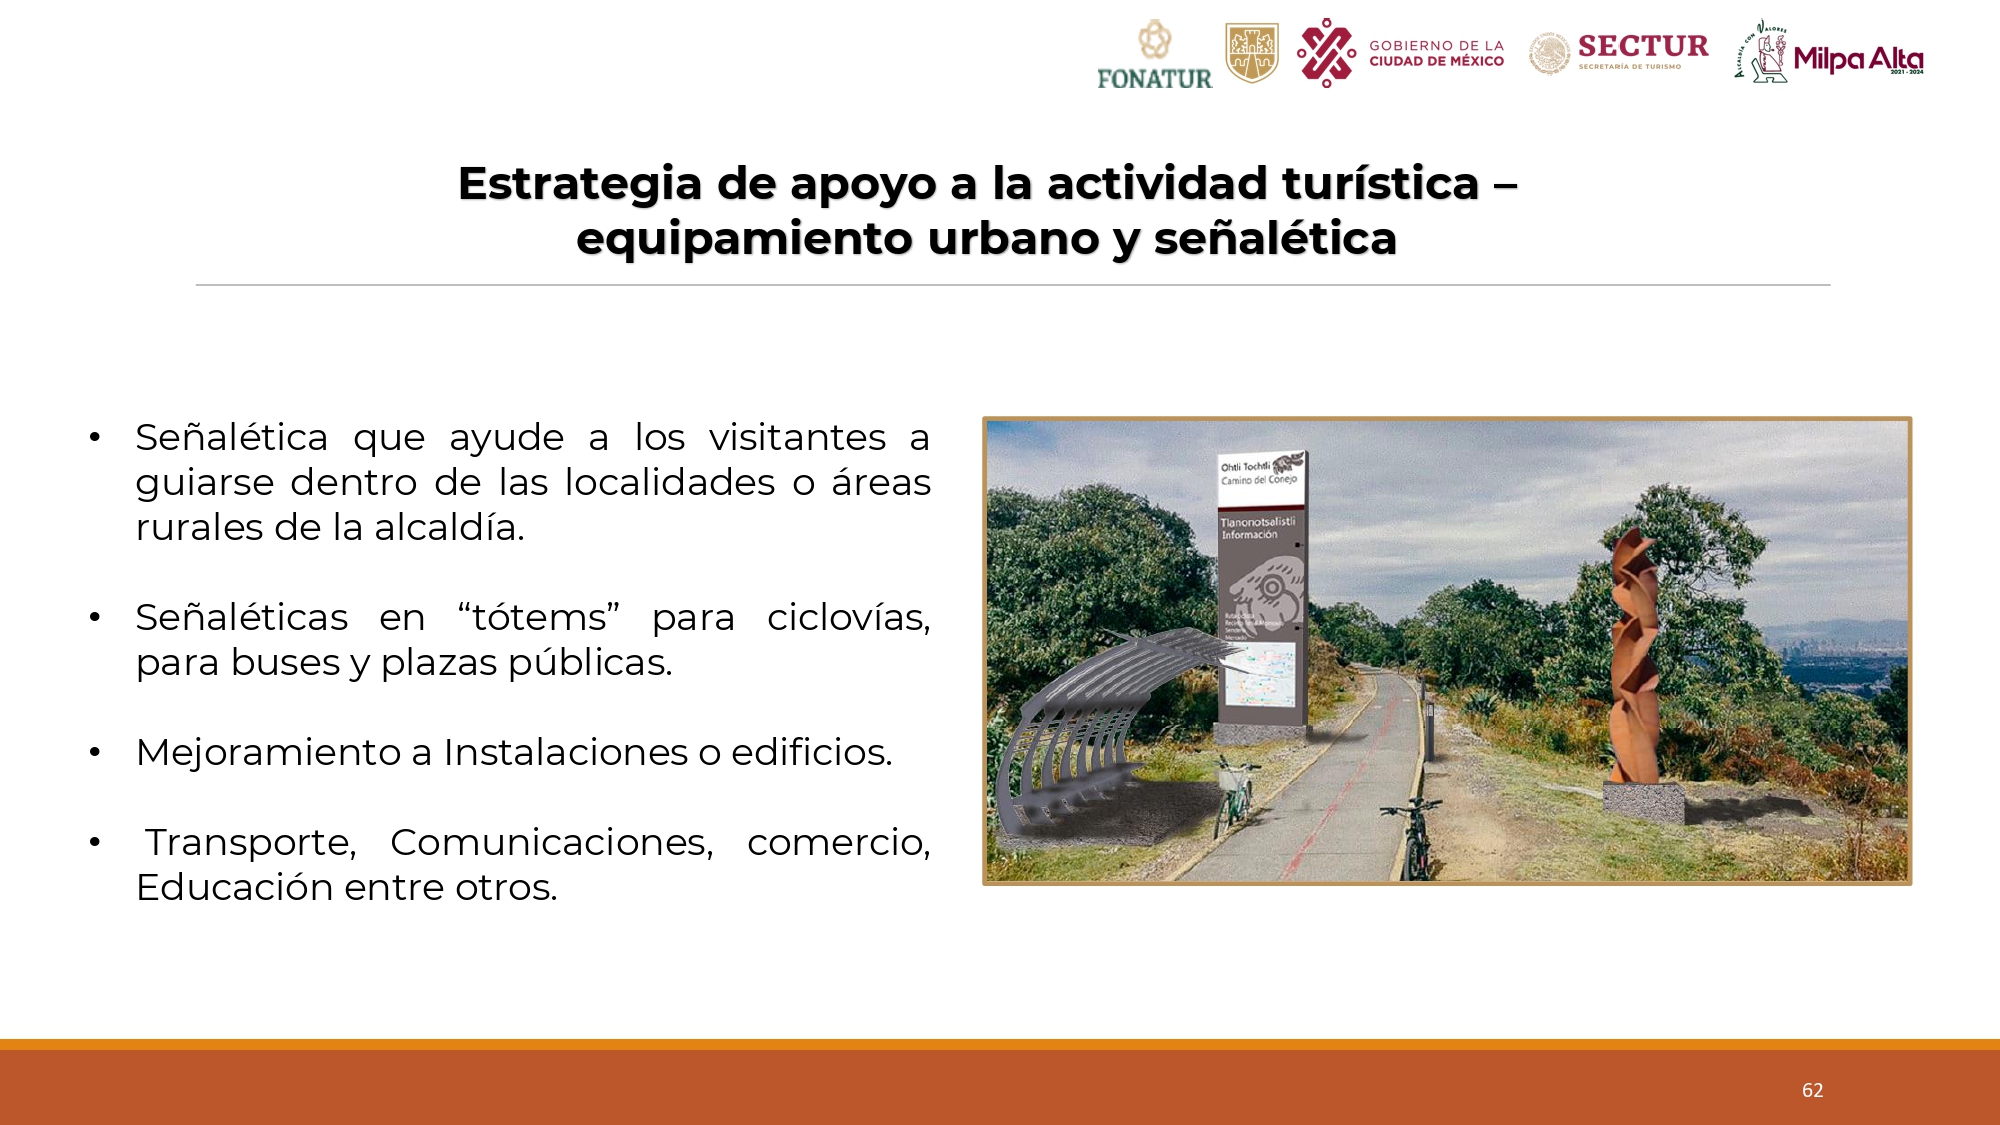 FONATUR
GOBIERNO DE LA
CIUDAD DE MÉXICO
SECTUR
SECRETARÍA DE TURISMO
ALCALDÍA CON VALORES
Milpa Alta
2021 - 2024
Estrategia de apoyo a la actividad turística –
equipamiento urbano y señalética
• Señalética que ayude a los visitantes a
guiarse dentro de las localidades o áreas
rurales de la alcaldía.
• Señaléticas en “tótems” para ciclovías,
para buses y plazas públicas.
• Mejoramiento a Instalaciones o edificios.
• Transporte, Comunicaciones, comercio,
Educación entre otros.
Ohtli Tochtli
Camino del Conejo
Tlanonotsalistli
Información
62